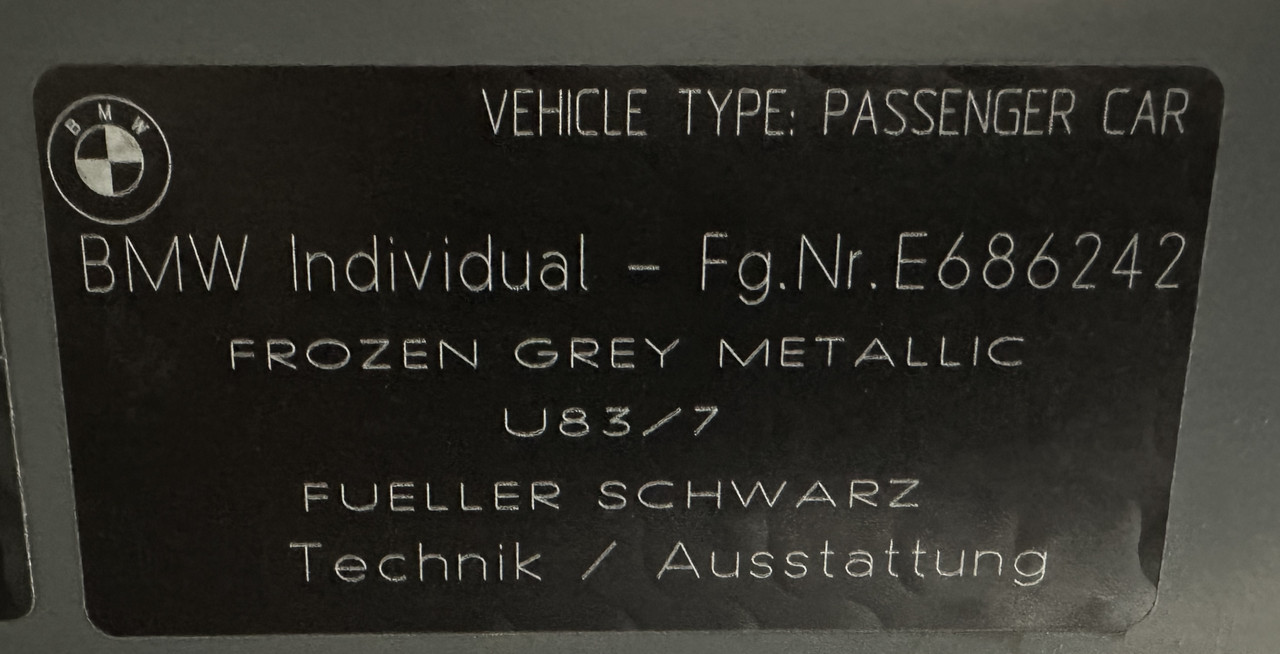 VEHICLE TYPE: PASSENGER CAR
BMW
BMW Individual - Fg.Nr.E686242
FROZEN GREY METALLIC
U83/7
FUELLER SCHWARZ
Technik / Ausstattung